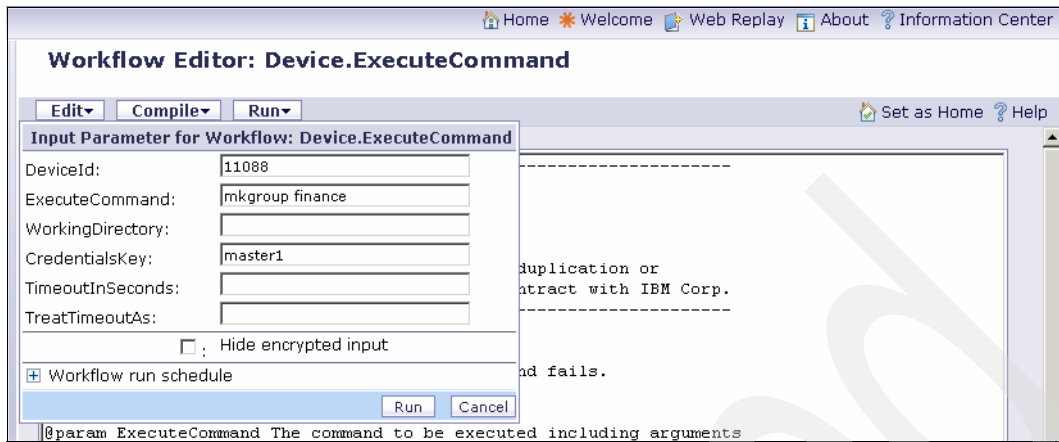 Home Welcome Web Replay About Information Center
Workflow Editor: Device.ExecuteCommand
Edit Compile Run Set as Home Help
Input Parameter for Workflow: Device.ExecuteCommand
DeviceId: 11088 ----------------------
ExecuteCommand: mkgroup finance
WorkingDirectory:
CredentialsKey: master1 duplication or
TimeoutInSeconds: ntract with IBM Corp.
TreatTimeoutAs: ----------------------
: Hide encrypted input
Workflow run schedule nd fails.
Run Cancel
@param ExecuteCommand The command to be executed including arguments